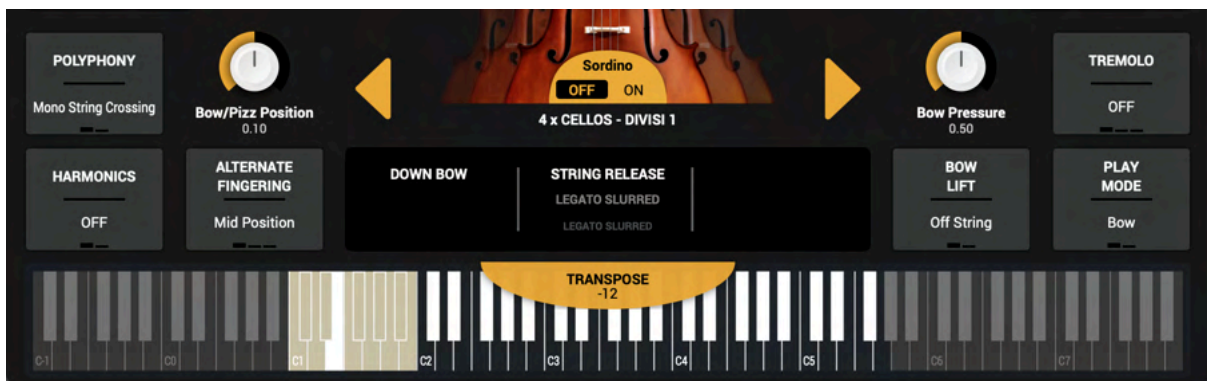 POLYPHONY
Mono String Crossing
Bow/Pizz Position
0.10
Sordino
OFF ON
4 x CELLOS - DIVISI 1
Bow Pressure
0.50
TREMOLO
OFF
HARMONICS
OFF
ALTERNATE
FINGERING
Mid Position
DOWN BOW
STRING RELEASE
LEGATO SLURRED
LEGATO SLURRED
BOW
LIFT
Off String
PLAY
MODE
Bow
TRANSPOSE
-12
C-1 C0 C1 C2 C3 C4 C5 C6 C7